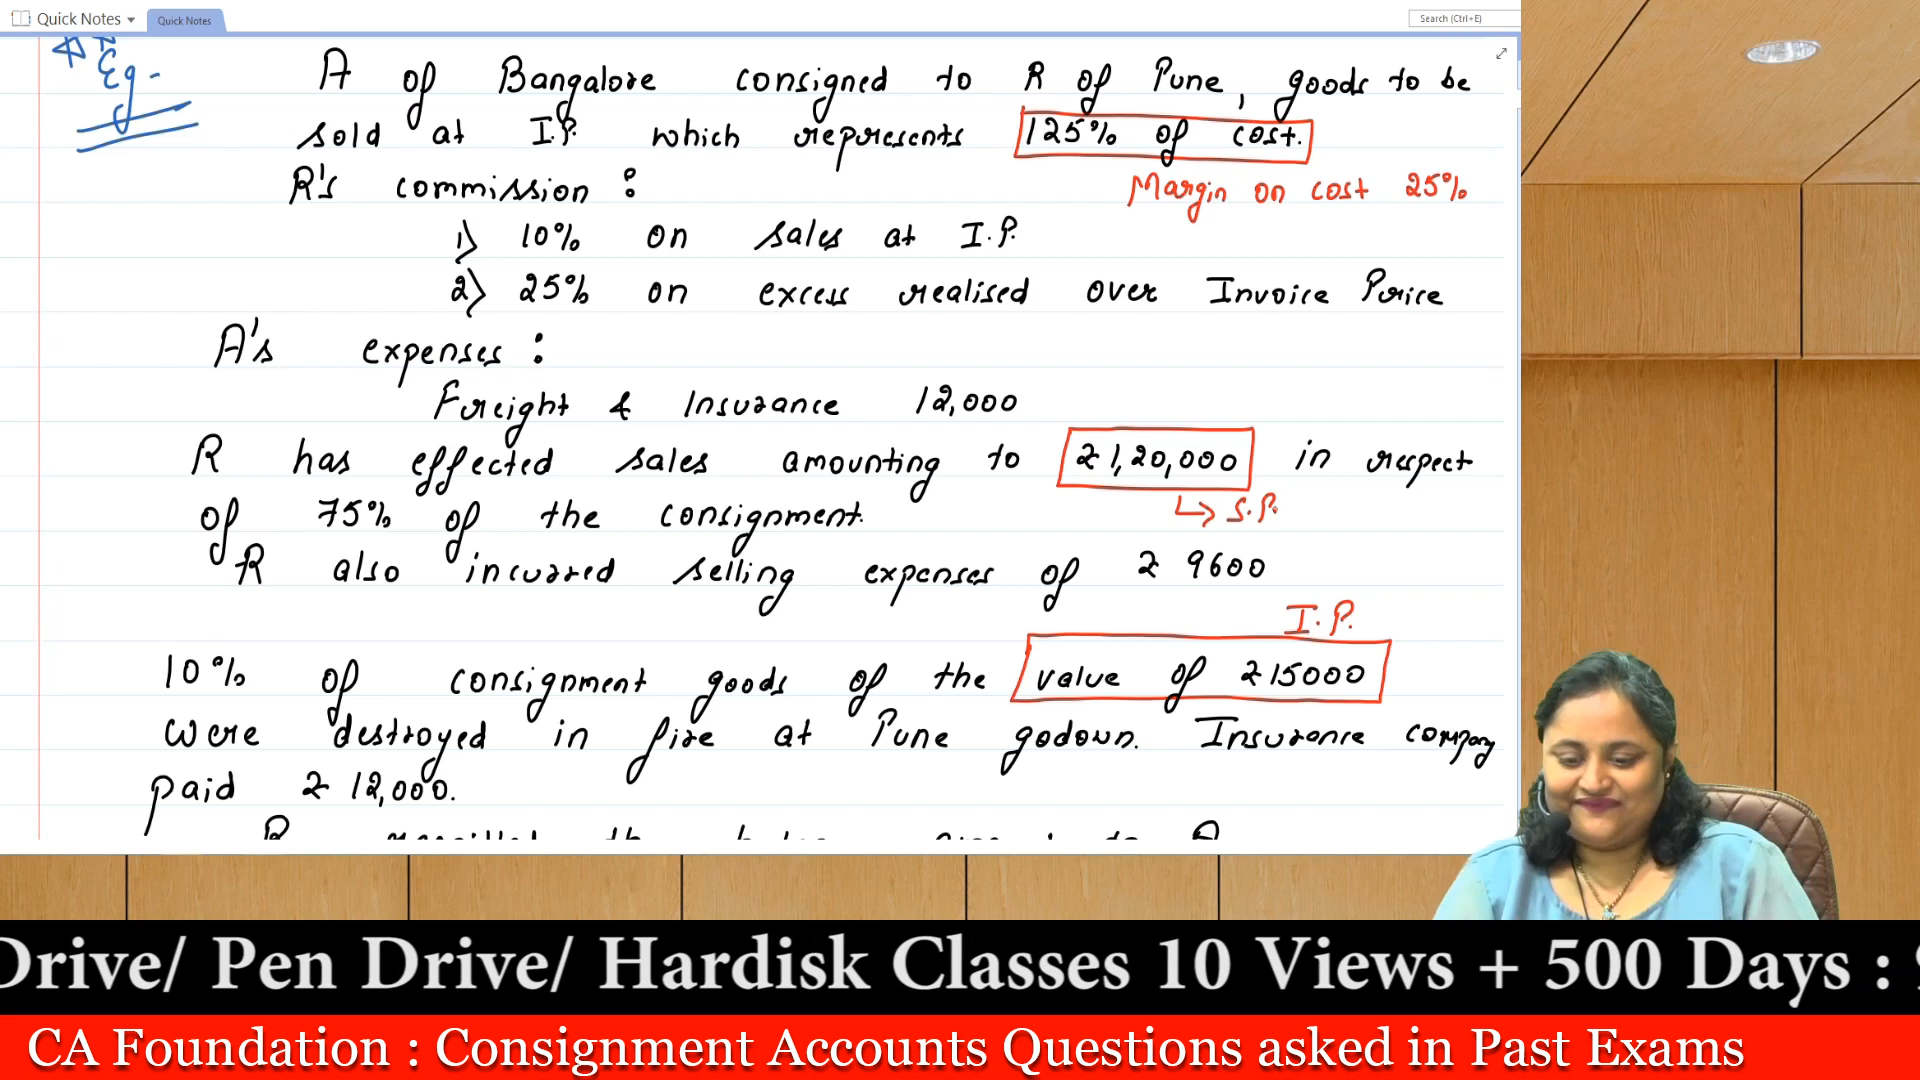 Quick Notes
Quick Notes
Search (Ctrl+E)
Eg -
A of Bangalore consigned to R of Pune, goods to be
sold at I.P. which represents 125% of cost.
Margin on cost 25%
R's commission :
1) 10% on sales at I.P.
2) 25% on excess realised over Invoice Price
A's expenses :
Freight & Insurance 12,000
R has effected sales amounting to ₹ 1,20,000 in respect
↳ S.P.
of 75% of the consignment.
R also incurred selling expenses of ₹ 9600
I.P.
10% of consignment goods of the value of ₹ 15000
were destroyed in fire at Pune godown. Insurance company
paid ₹ 12,000.
Drive/ Pen Drive/ Hardisk Classes 10 Views + 500 Days :
CA Foundation : Consignment Accounts Questions asked in Past Exams